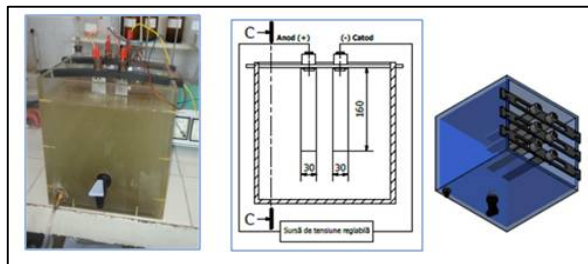 C
Anod (+) (-) Catod
160
30 30
C
Sursă de tensiune reglabilă